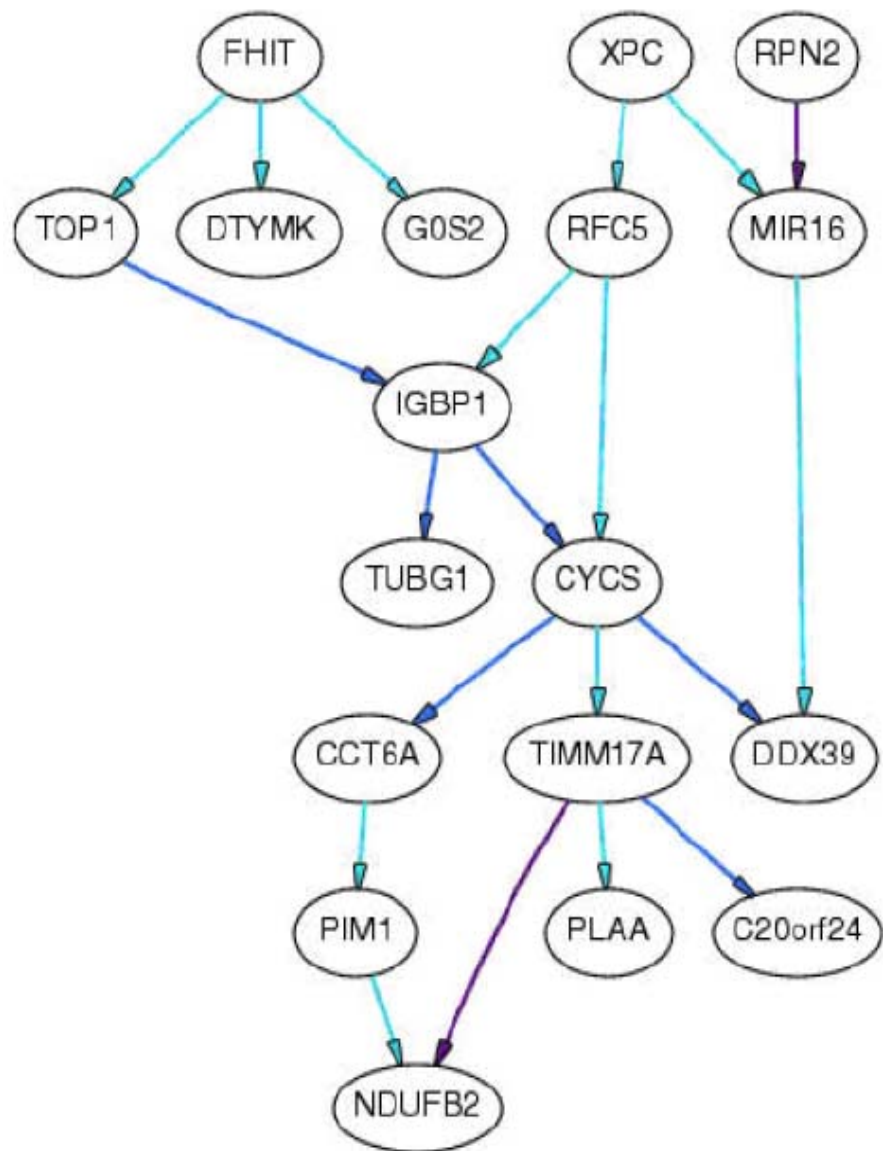 FHIT
XPC
RPN2
TOP1
DTYMK
G0S2
RFC5
MIR16
IGBP1
TUBG1
CYCS
CCT6A
TIMM17A
DDX39
PIM1
PLAA
C20orf24
NDUFB2